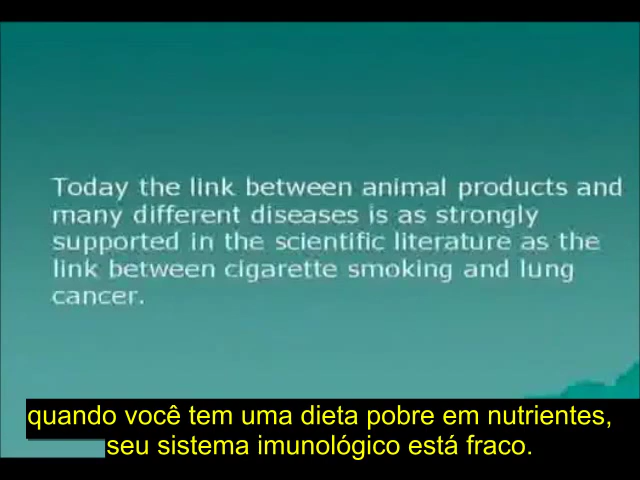 Today the link between animal products and
many different diseases is as strongly
supported in the scientific literature as the
link between cigarette smoking and lung
cancer.
quando você tem uma dieta pobre em nutrientes,
seu sistema imunológico está fraco.